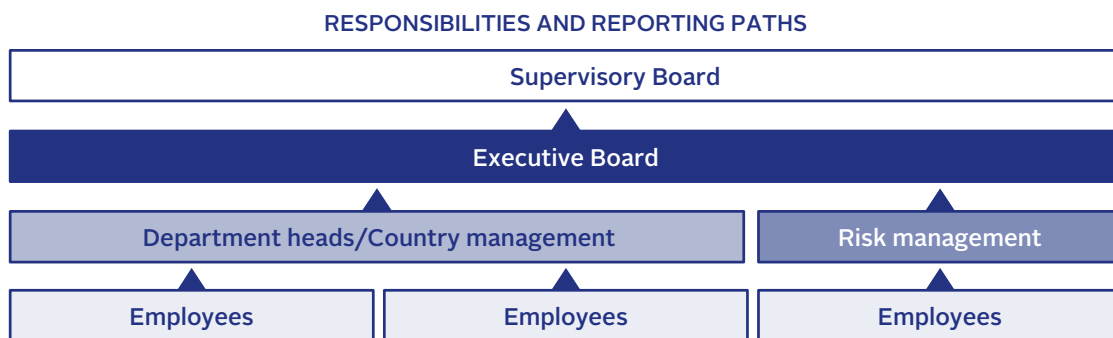 RESPONSIBILITIES AND REPORTING PATHS
Supervisory Board
Executive Board
Department heads/Country management
Risk management
Employees
Employees
Employees